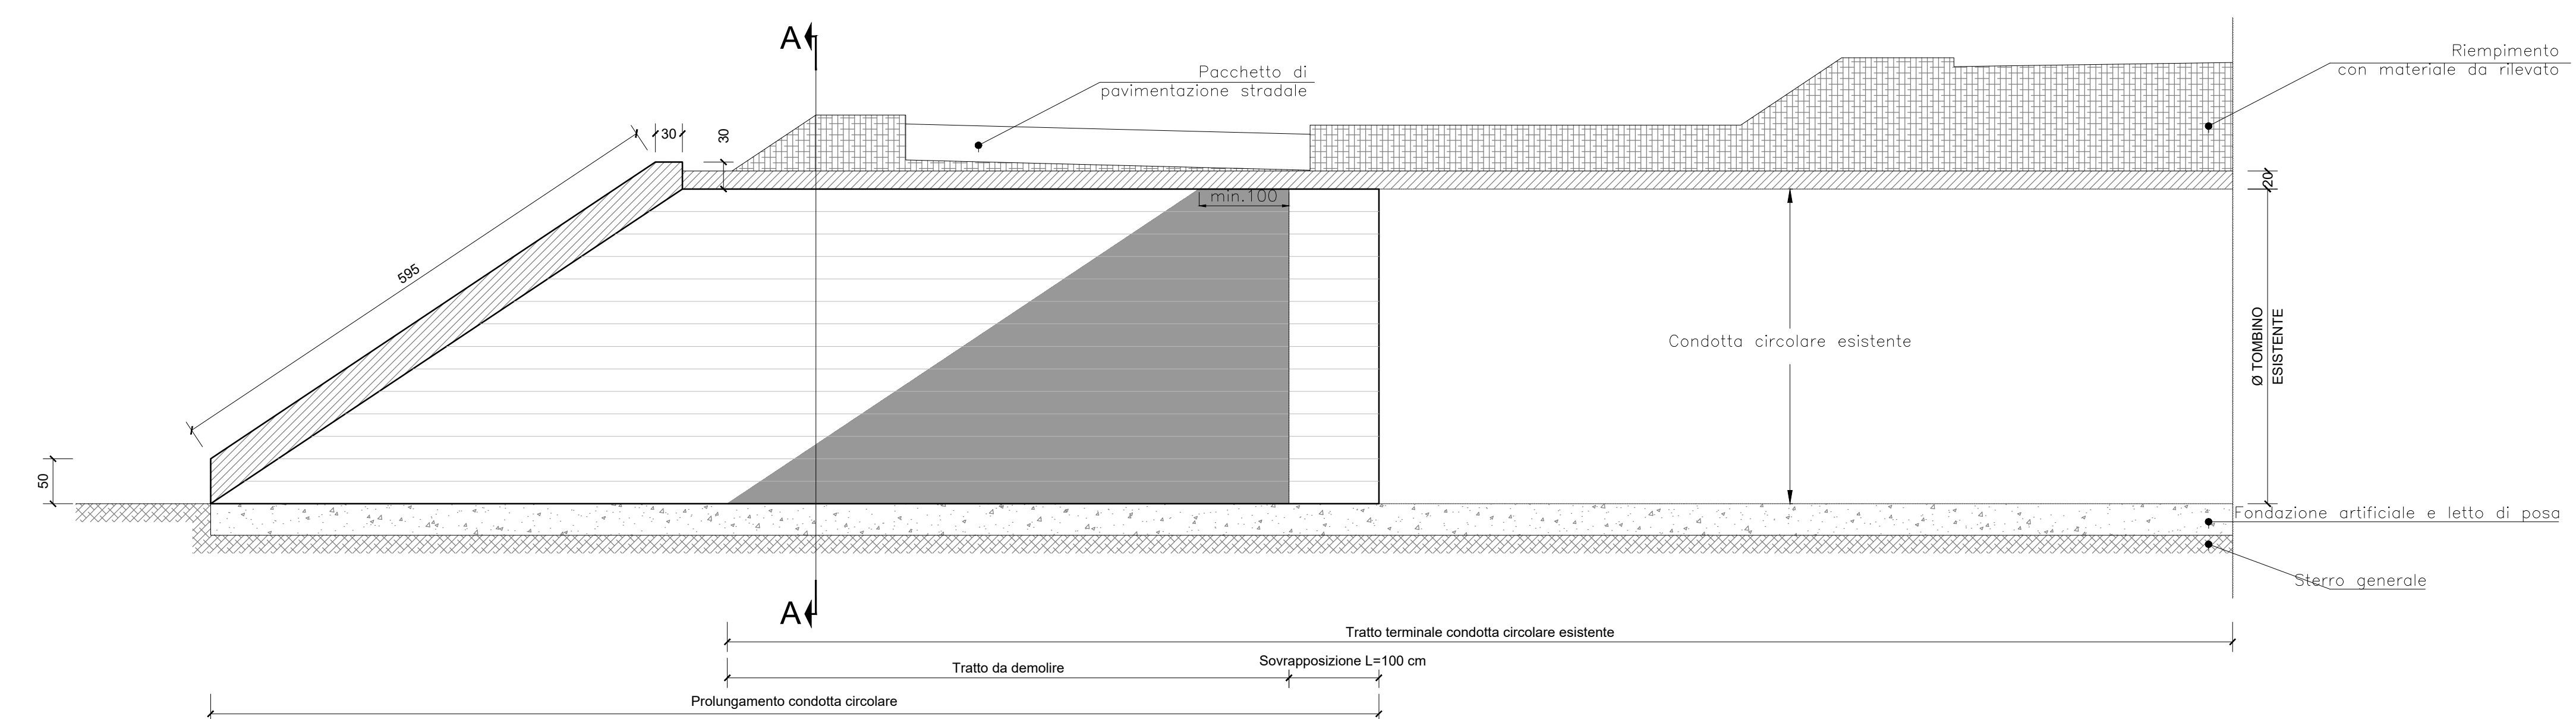 A
Riempimento
con materiale da rilevato
Pacchetto di
pavimentazione stradale
30
30
20
min.100
595
Condotta circolare esistente
Ø TOMBINO
ESISTENTE
50
Fondazione artificiale e letto di posa
Sterro generale
A
Tratto terminale condotta circolare esistente
Tratto da demolire
Sovrapposizione L=100 cm
Prolungamento condotta circolare